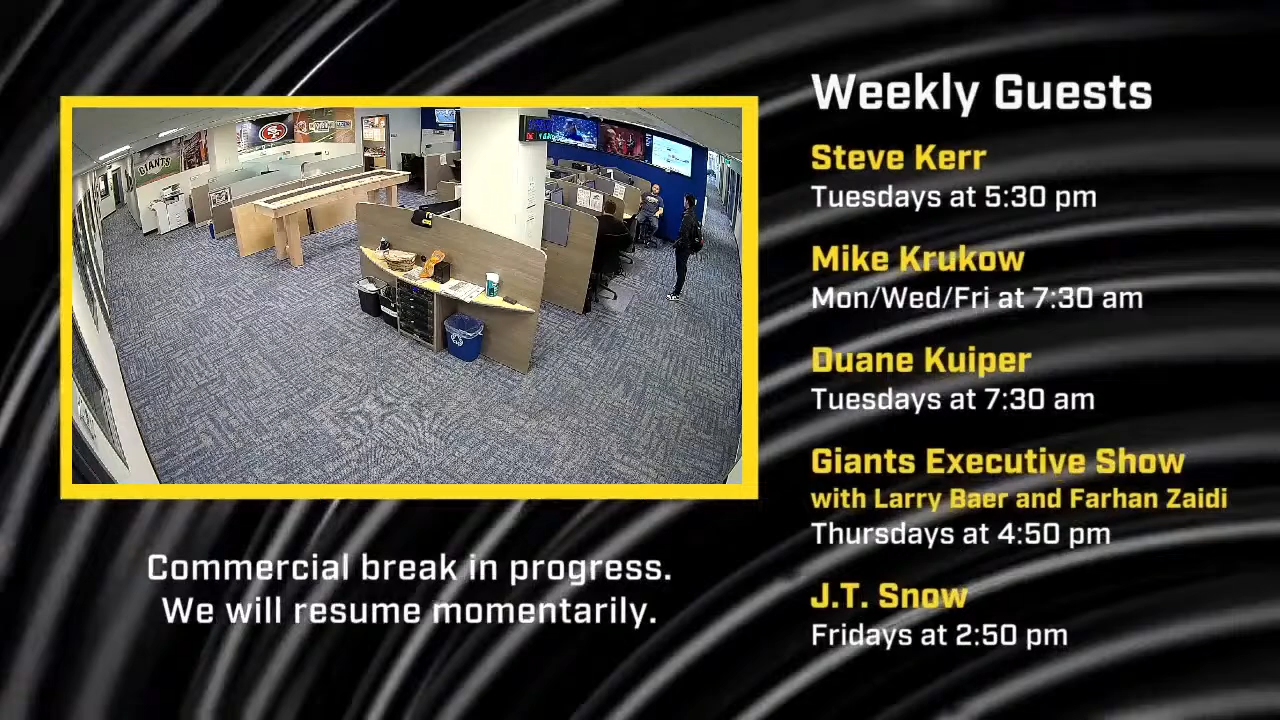 Weekly Guests
Steve Kerr
Tuesdays at 5:30 pm
Mike Krukow
Mon/Wed/Fri at 7:30 am
Duane Kuiper
Tuesdays at 7:30 am
Giants Executive Show
with Larry Baer and Farhan Zaidi
Thursdays at 4:50 pm
J.T. Snow
Fridays at 2:50 pm
GIANTS
SF
Commercial break in progress.
We will resume momentarily.